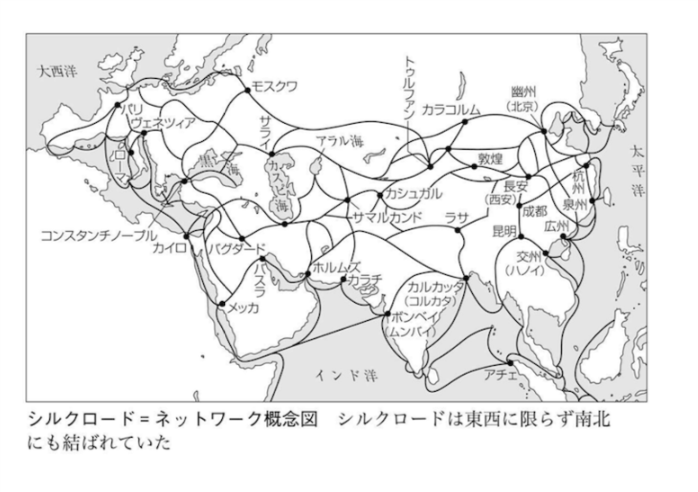 大西洋
モスクワ
パリ
ヴェネツィア
ローマ
サライ
アラル海
黒海
カスピ海
トゥルファン
カラコルム
幽州
(北京)
太平洋
敦煌
カシュガル
サマルカンド
長安
(西安)
杭州
泉州
成都
ラサ
昆明
広州
コンスタンチノープル
カイロ
バグダード
バスラ
ホルムズ
カラチ
カルカッタ
(コルカタ)
交州
(ハノイ)
メッカ
ボンベイ
(ムンバイ)
インド洋
アチェ
シルクロード=ネットワーク概念図　シルクロードは東西に限らず南北
にも結ばれていた